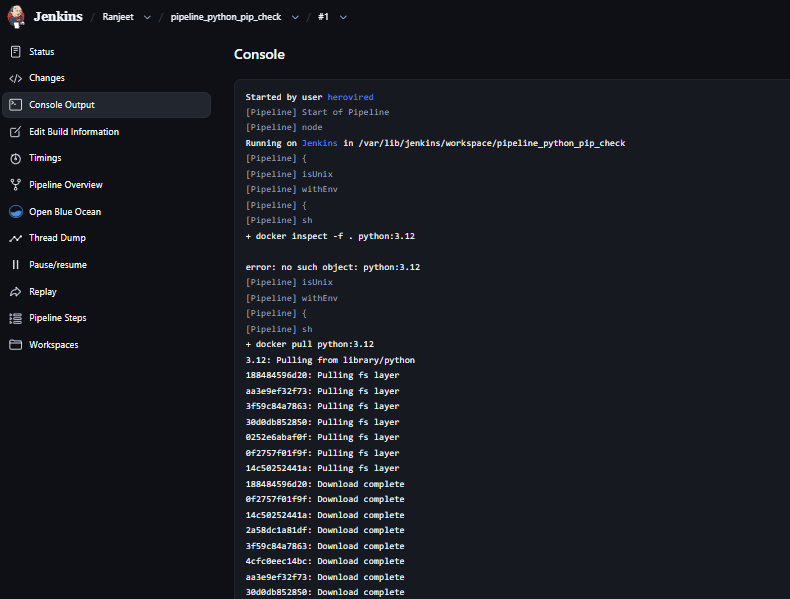 Jenkins / Ranjeet / pipeline_python_pip_check / #1
Status
Changes
Console Output
Edit Build Information
Timings
Pipeline Overview
Open Blue Ocean
Thread Dump
Pause/resume
Replay
Pipeline Steps
Workspaces
Console
Started by user herovired
[Pipeline] Start of Pipeline
[Pipeline] node
Running on Jenkins in /var/lib/jenkins/workspace/pipeline_python_pip_check
[Pipeline] {
[Pipeline] isUnix
[Pipeline] withEnv
[Pipeline] {
[Pipeline] sh
+ docker inspect -f . python:3.12
error: no such object: python:3.12
[Pipeline] isUnix
[Pipeline] withEnv
[Pipeline] {
[Pipeline] sh
+ docker pull python:3.12
3.12: Pulling from library/python
188484596d20: Pulling fs layer
aa3e9ef32f73: Pulling fs layer
3f59c84a7863: Pulling fs layer
30d0db852850: Pulling fs layer
0252e6abaf0f: Pulling fs layer
0f2757f01f9f: Pulling fs layer
14c50252441a: Pulling fs layer
188484596d20: Download complete
0f2757f01f9f: Download complete
14c50252441a: Download complete
2a58dc1a81df: Download complete
3f59c84a7863: Download complete
4cfc0eec14bc: Download complete
aa3e9ef32f73: Download complete
30d0db852850: Download complete